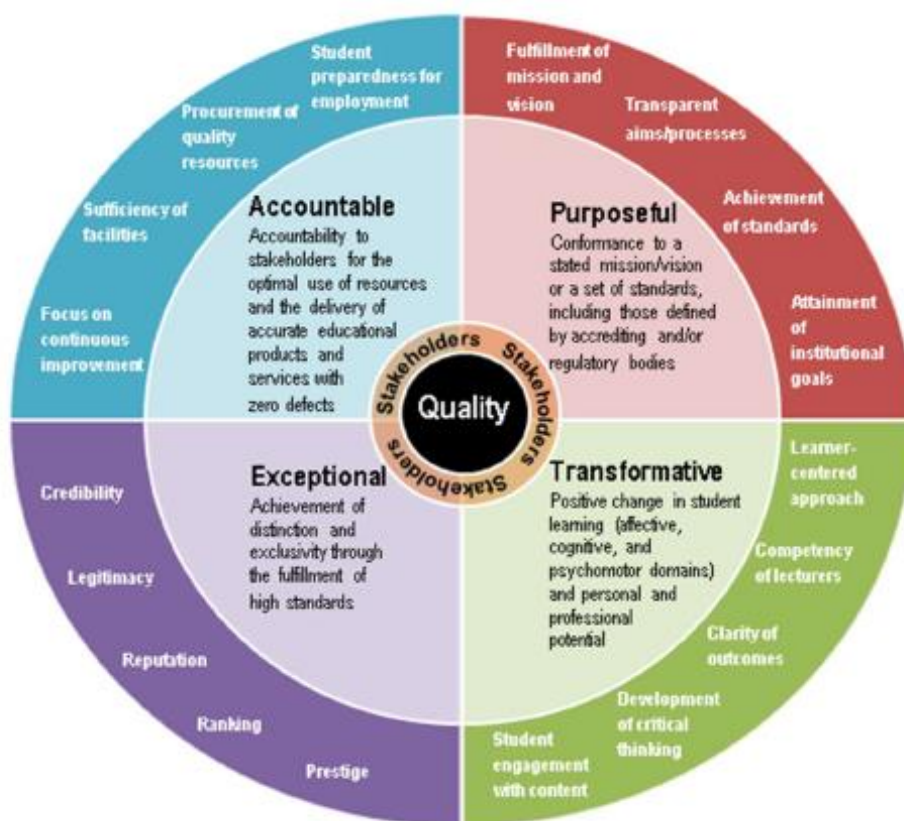 Student
preparedness for
employment
Procurement of
quality
resources
Sufficiency of
facilities
Focus on
continuous
improvement
Accountable
Accountability to
stakeholders for the
optimal use of resources
and the delivery of
accurate educational
products and
services with
zero defects
Fulfillment of
mission and
vision
Transparent
aims/processes
Achievement
of standards
Attainment
of
institutional
goals
Purposeful
Conformance to a
stated mission/vision
or a set of standards,
including those defined
by accrediting and/or
regulatory bodies
Stakeholders
Stakeholders
Stakeholders
Quality
Exceptional
Achievement of
distinction and
exclusivity through
the fulfillment of
high standards
Credibility
Legitimacy
Reputation
Ranking
Prestige
Transformative
Positive change in student
learning (affective,
cognitive, and
psychomotor domains)
and personal and
professional
potential
Learner-
centered
approach
Competency
of lecturers
Clarity of
outcomes
Development
of critical
thinking
Student
engagement
with content